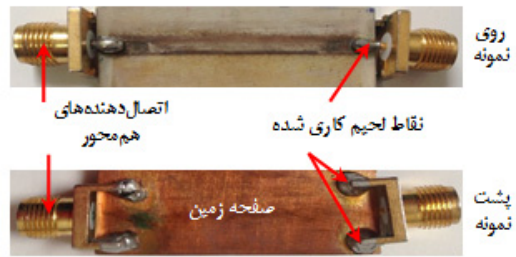 روی
نمونه
اتصال‌دهنده‌های
هم‌محور
نقاط لحیم کاری شده
صفحه زمین
پشت
نمونه